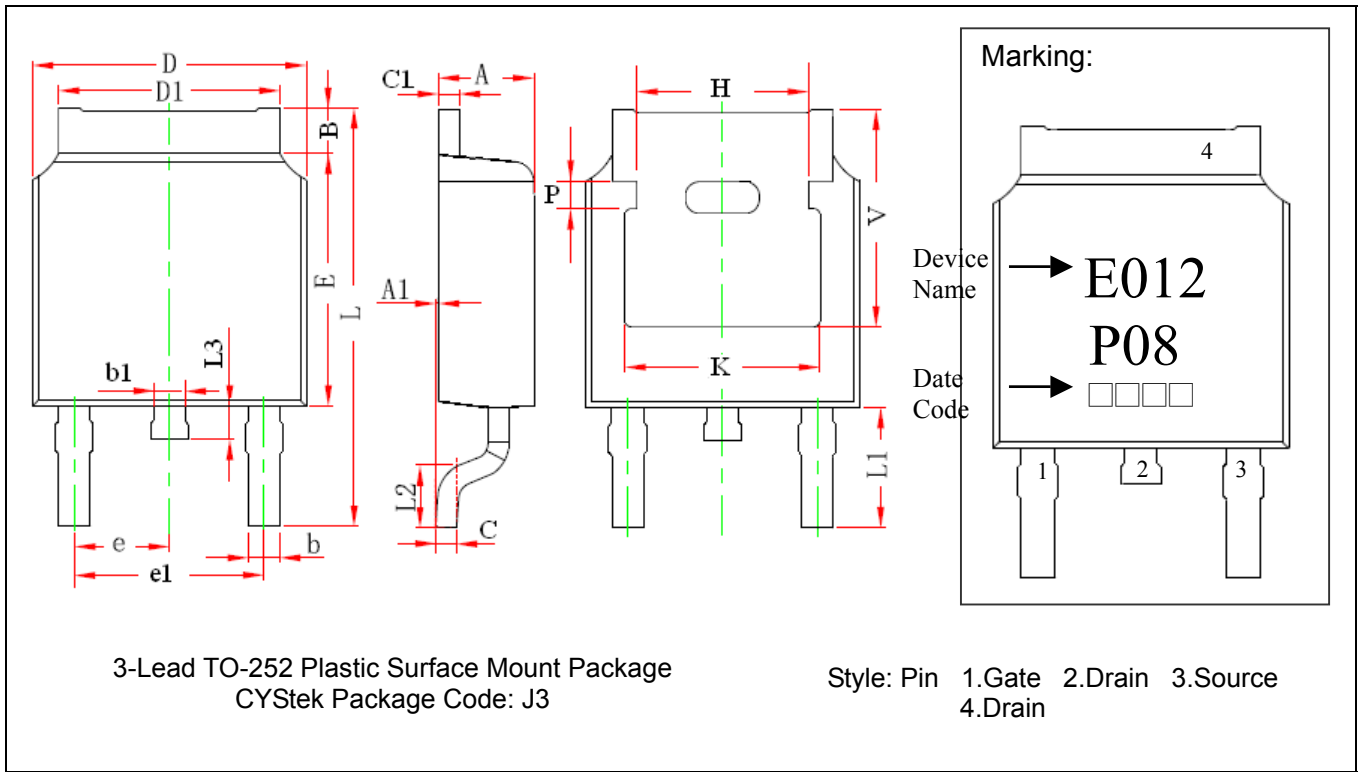 D
D1
B
E
L
L3
b1
e
e1
b
C1
A
A1
L2
C
H
P
V
K
L1
Marking:
4
Device
Name
E012
P08
Date
Code
□□□□
1 2 3
3-Lead TO-252 Plastic Surface Mount Package
CYStek Package Code: J3
Style: Pin 1.Gate 2.Drain 3.Source
4.Drain